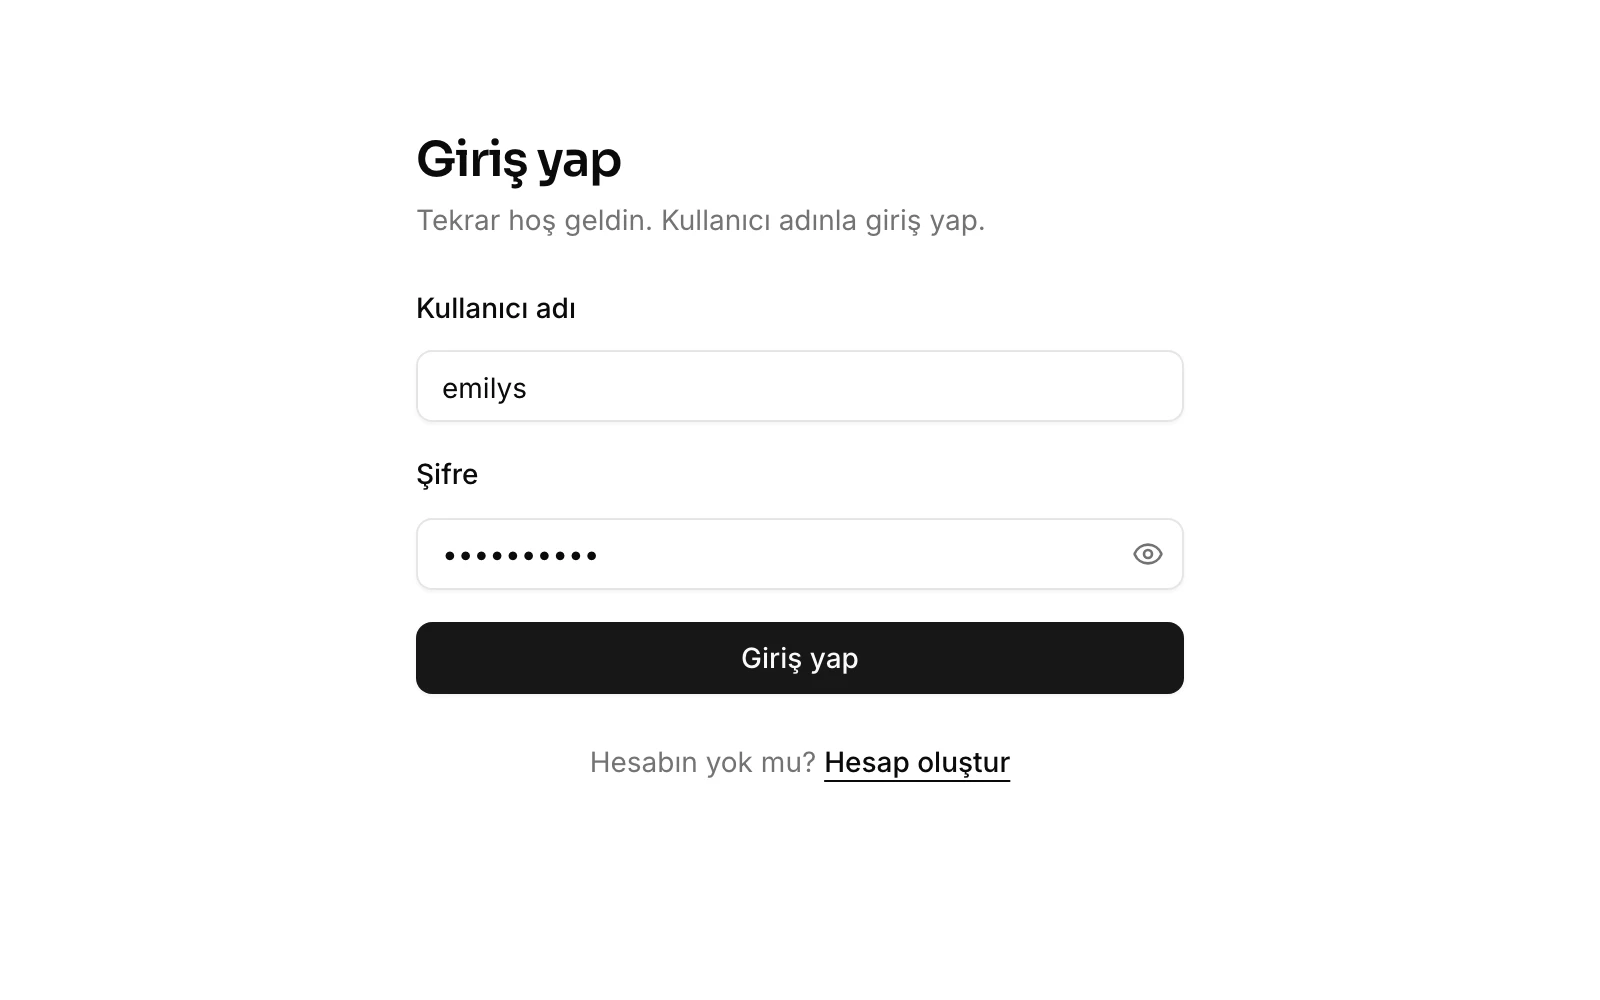 Giriş yap
Tekrar hoş geldin. Kullanıcı adınla giriş yap.
Kullanıcı adı
emilys
Şifre
••••••••••
Giriş yap
Hesabın yok mu? Hesap oluştur